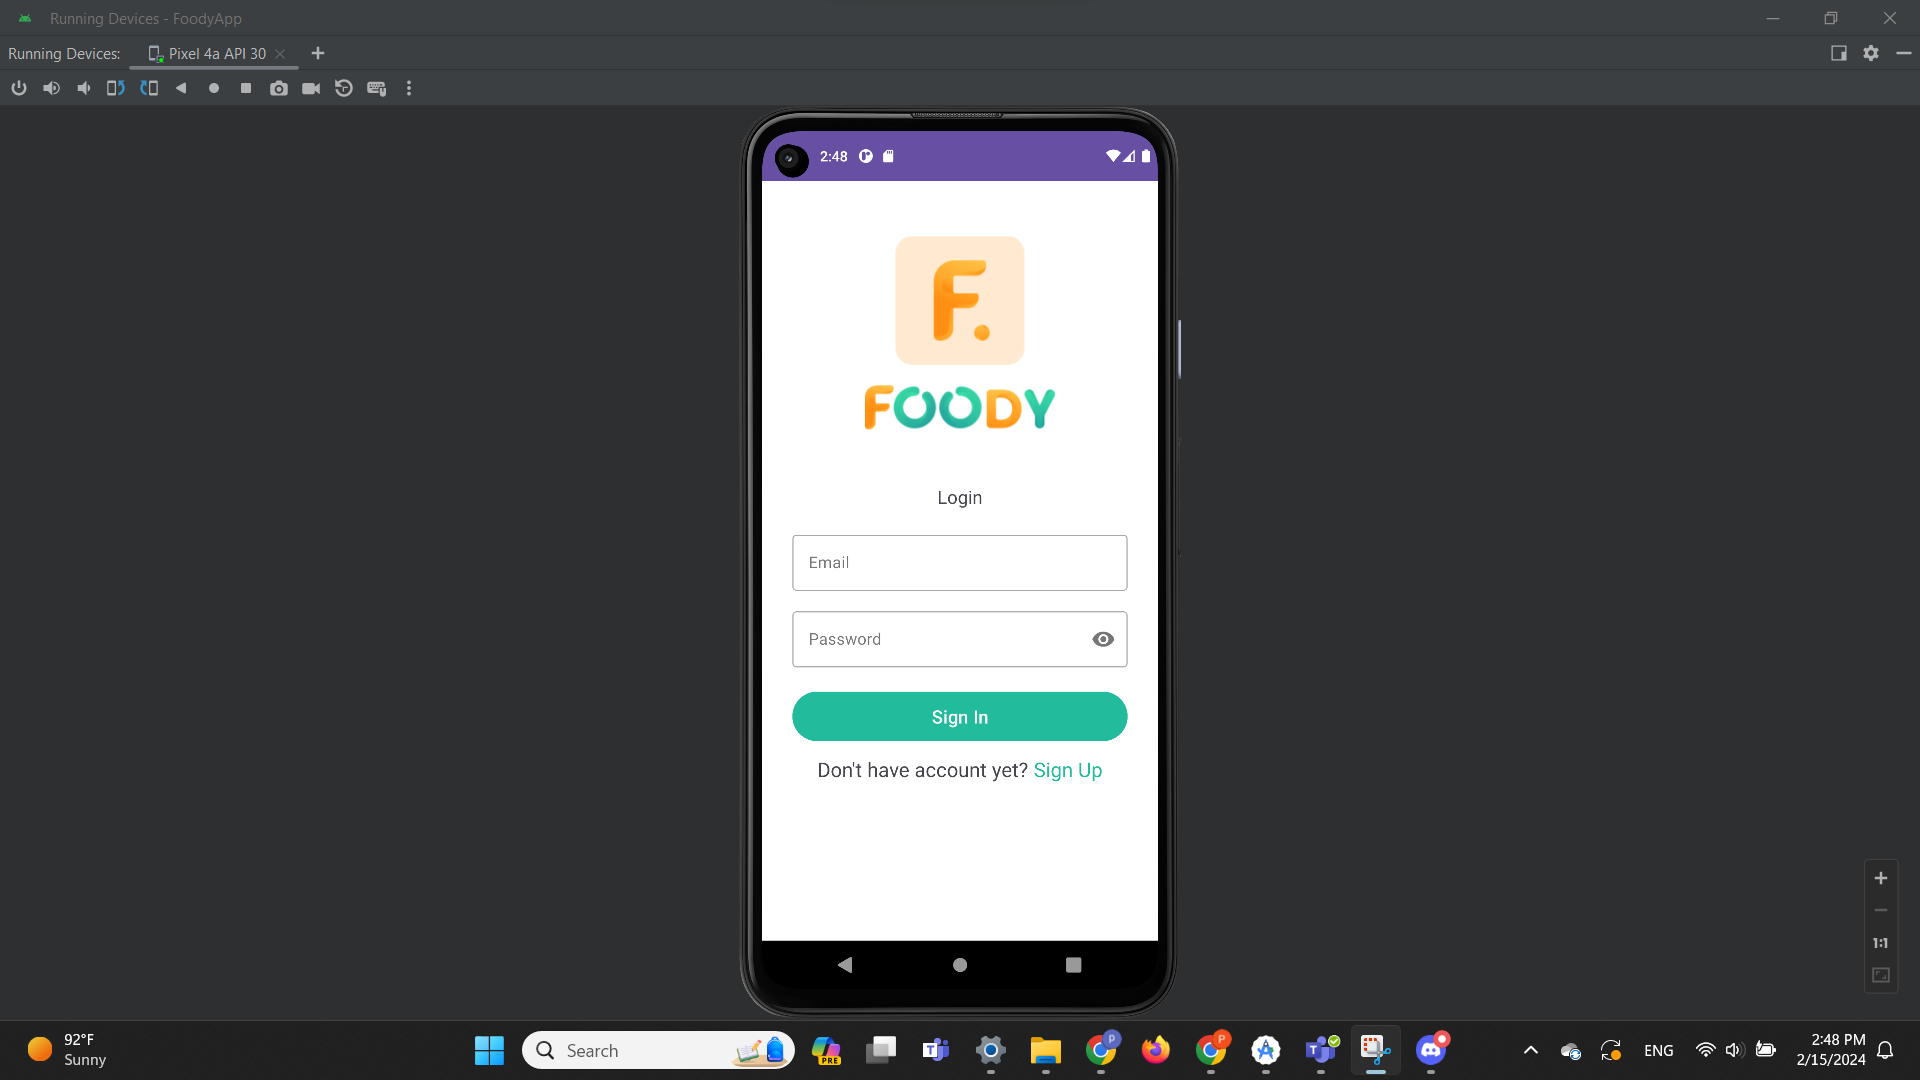 Running Devices - FoodyApp
Running Devices:
Pixel 4a API 30
2:48
F.
FOODY
Login
Email
Password
Sign In
Don't have account yet? Sign Up
1:1
92°F
Sunny
Search
PRE
T
P
P
T
ENG
2:48 PM
2/15/2024